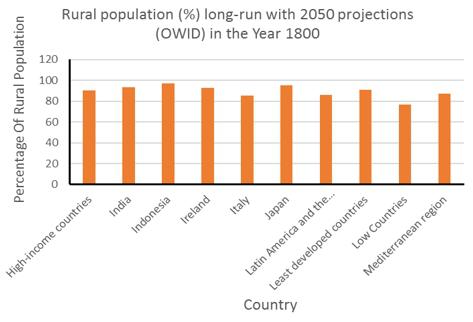 Rural population (%) long-run with 2050 projections
(OWID) in the Year 1800
Percentage Of Rural Population
120
100
80
60
40
20
0
High-income countries
India
Indonesia
Ireland
Italy
Japan
Latin America and the...
Least developed countries
Low Countries
Mediterranean region
Country